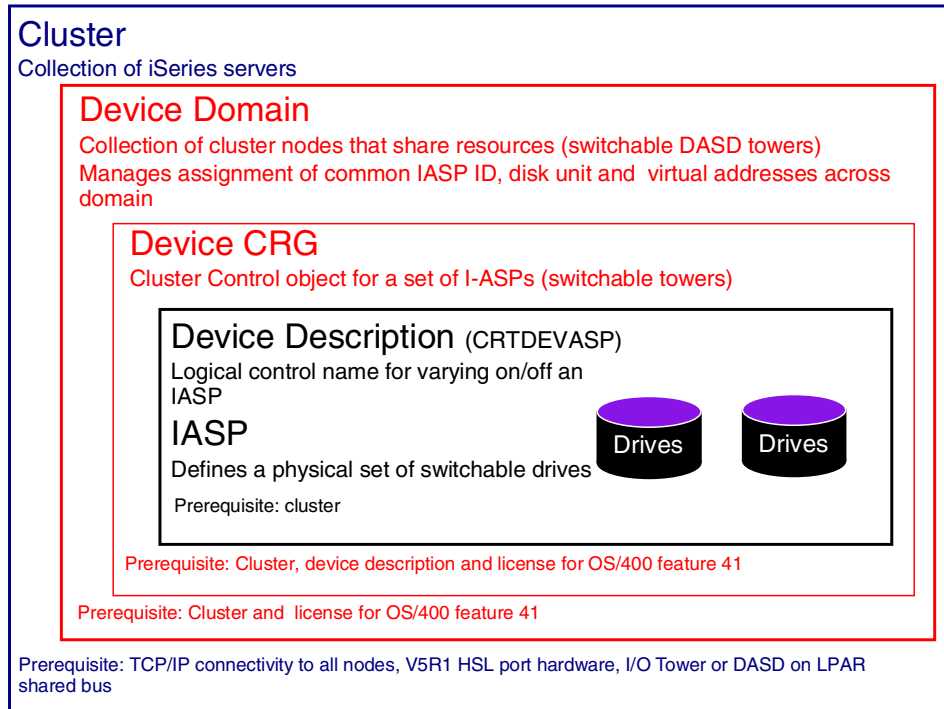 Cluster
Collection of iSeries servers
Device Domain
Collection of cluster nodes that share resources (switchable DASD towers)
Manages assignment of common IASP ID, disk unit and  virtual addresses across
domain
Device CRG
Cluster Control object for a set of I-ASPs (switchable towers)
Device Description (CRTDEVASP)
Logical control name for varying on/off an
IASP
IASP
Defines a physical set of switchable drives
Drives
Drives
Prerequisite: cluster
Prerequisite: Cluster, device description and license for OS/400 feature 41
Prerequisite: Cluster and  license for OS/400 feature 41
Prerequisite: TCP/IP connectivity to all nodes, V5R1 HSL port hardware, I/O Tower or DASD on LPAR
shared bus